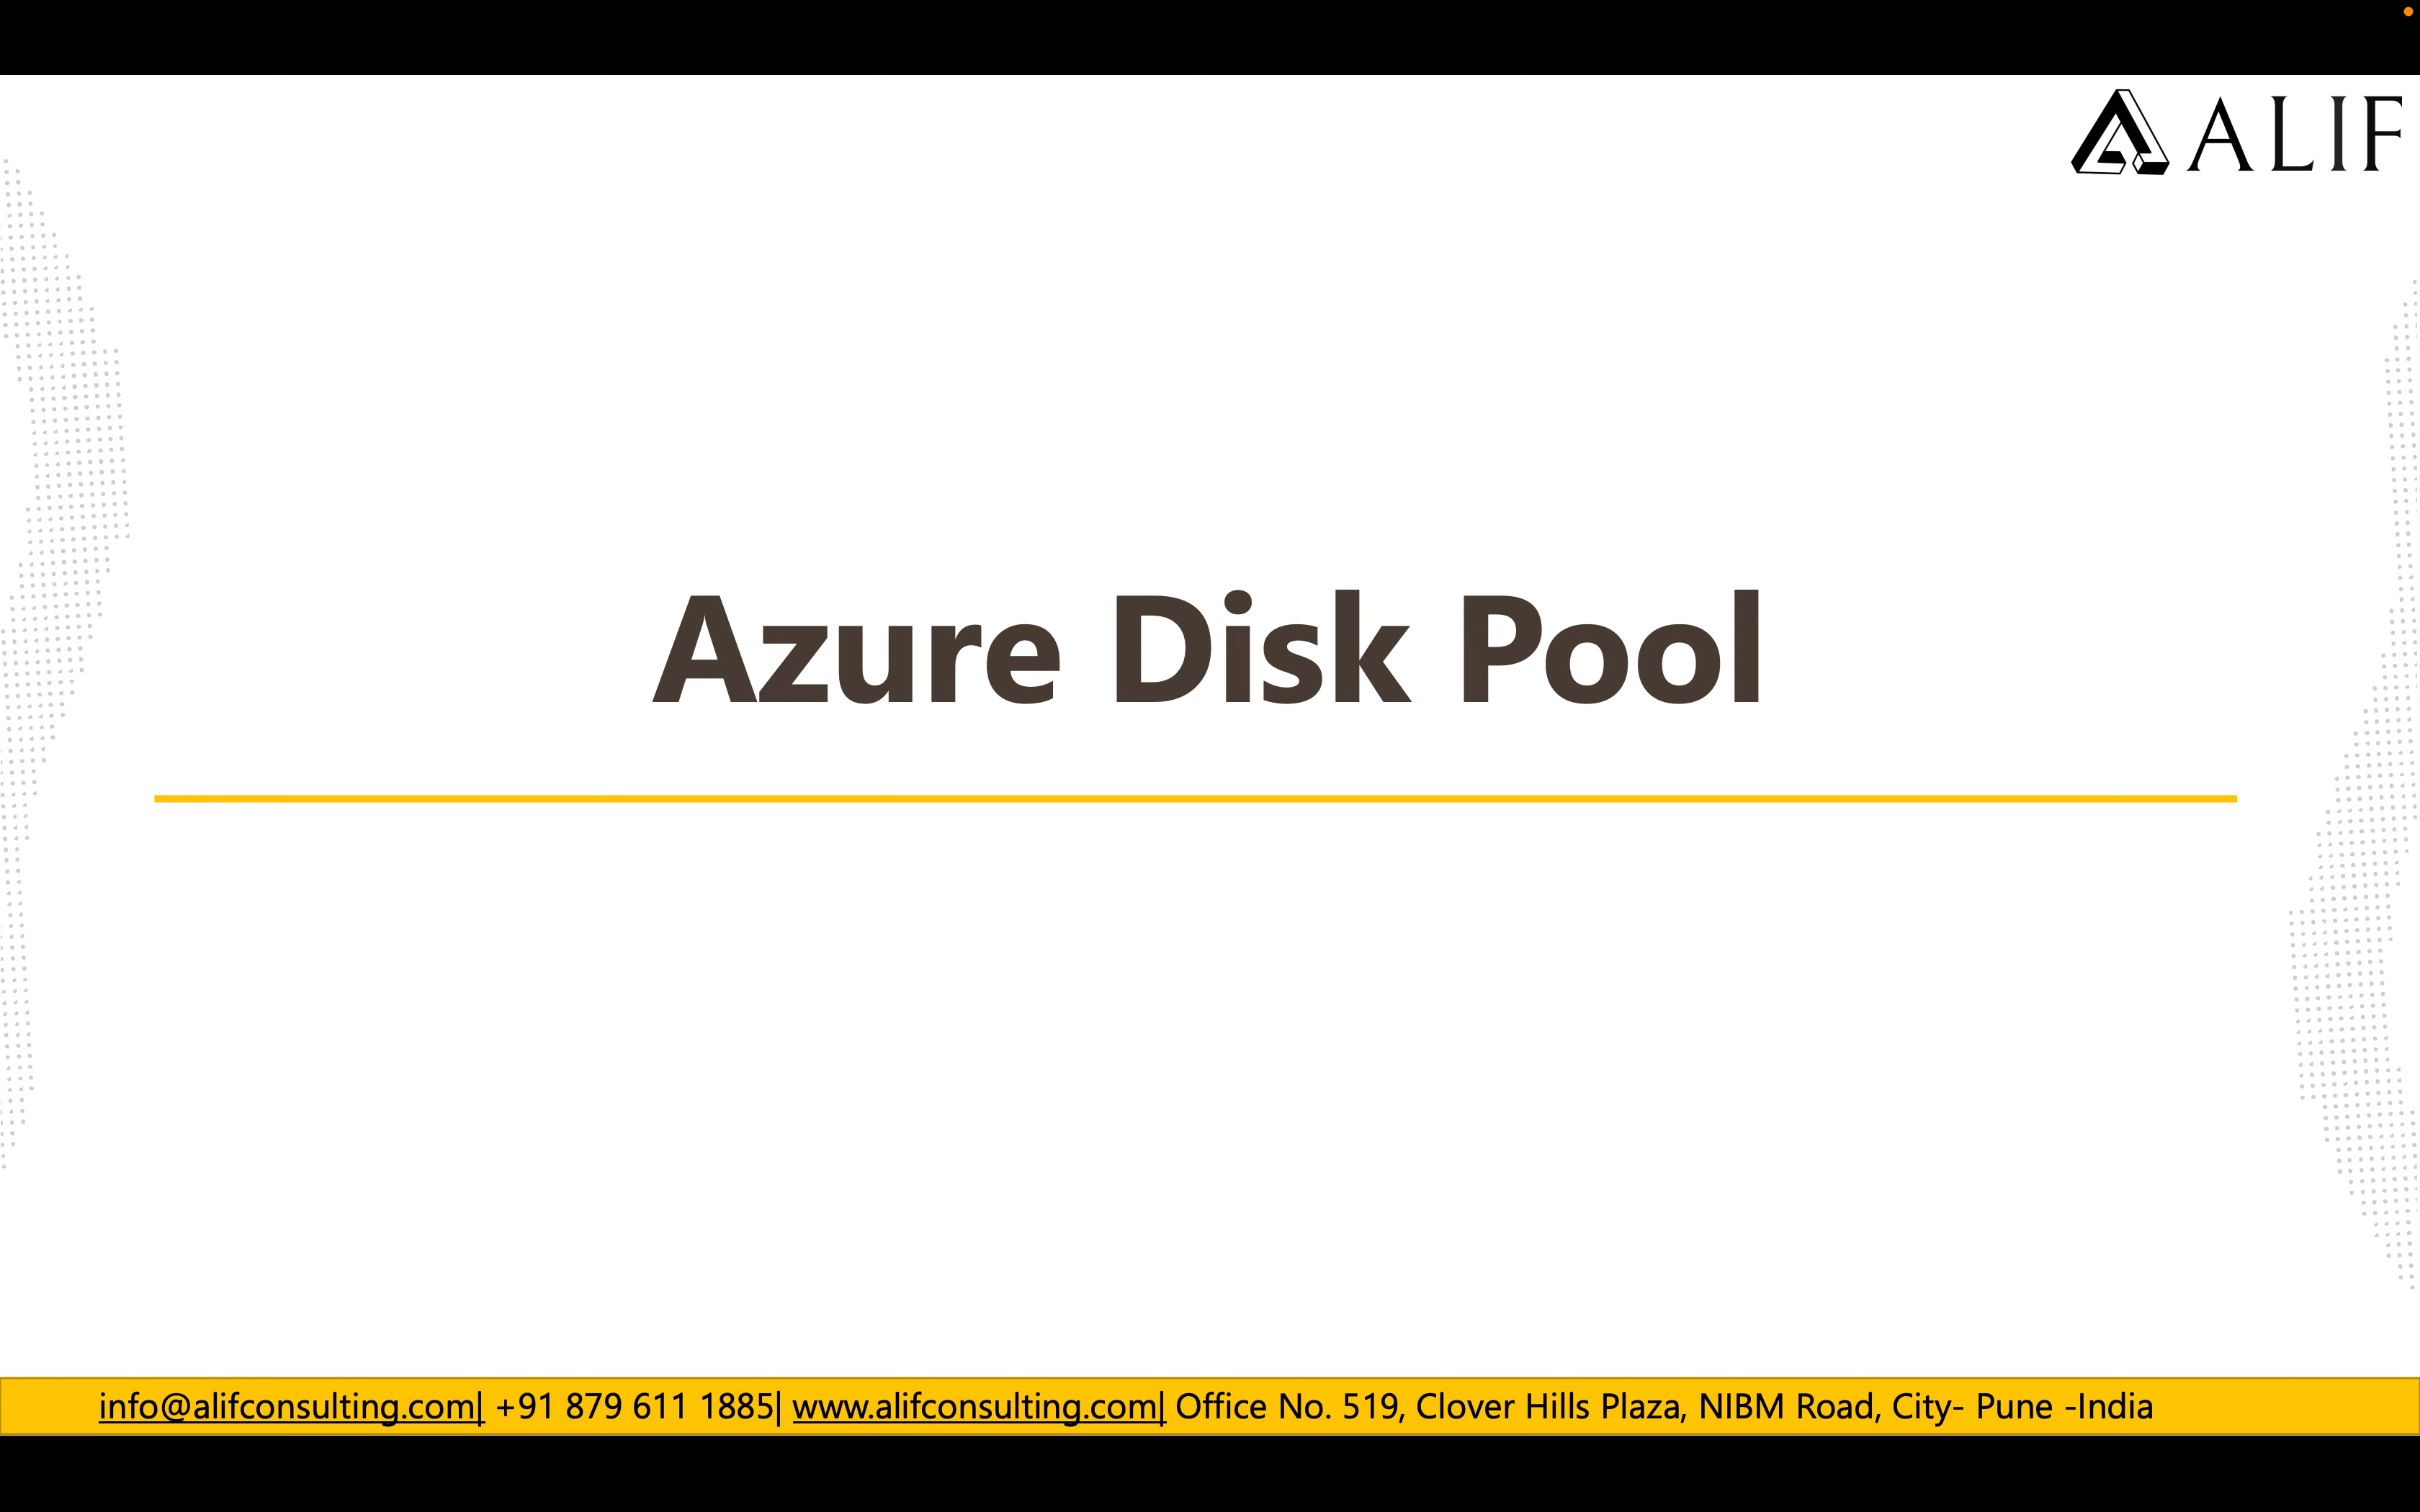 ALIF
Azure Disk Pool
info@alifconsulting.com| +91 879 611 1885| www.alifconsulting.com| Office No. 519, Clover Hills Plaza, NIBM Road, City- Pune -India